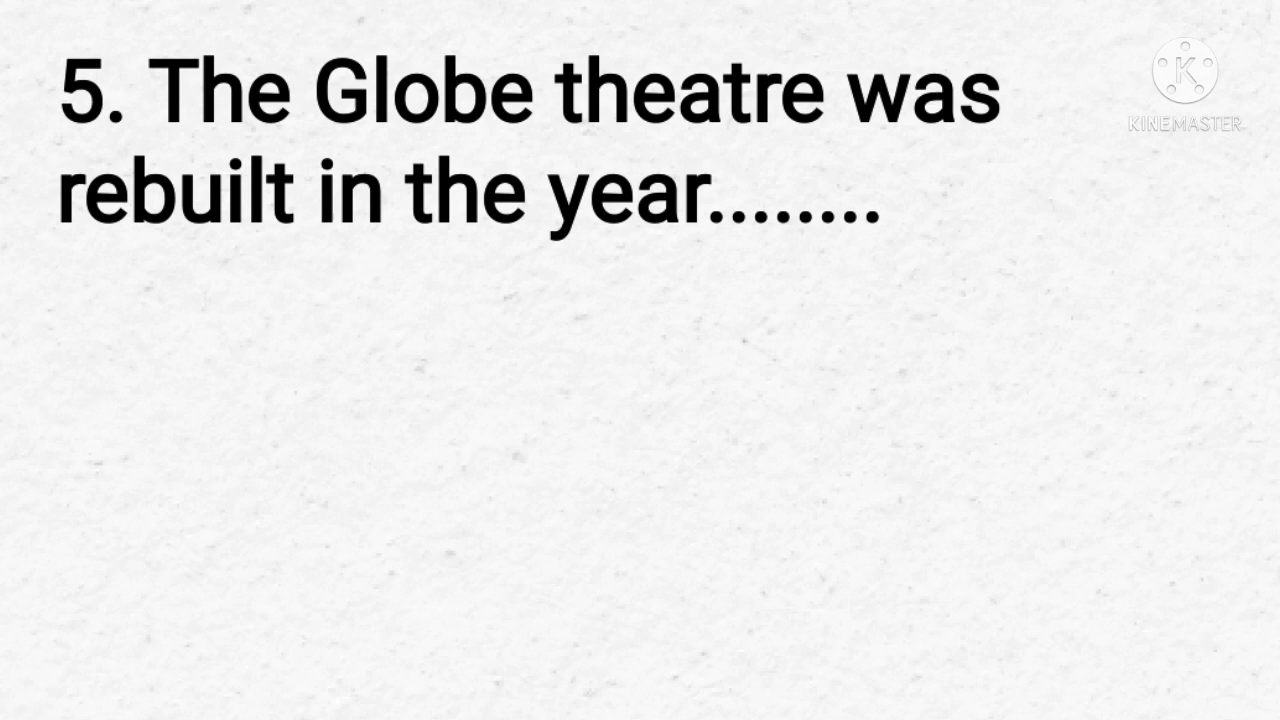 5. The Globe theatre was
rebuilt in the year........
KINEMASTER